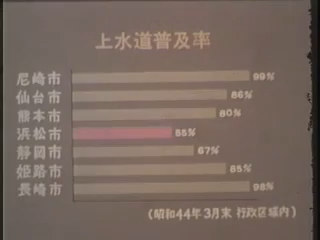 上水道普及率
尼崎市 99%
仙台市 86%
熊本市 80%
浜松市 55%
静岡市 67%
姫路市 85%
長崎市 98%
(昭和44年3月末 行政区域内)